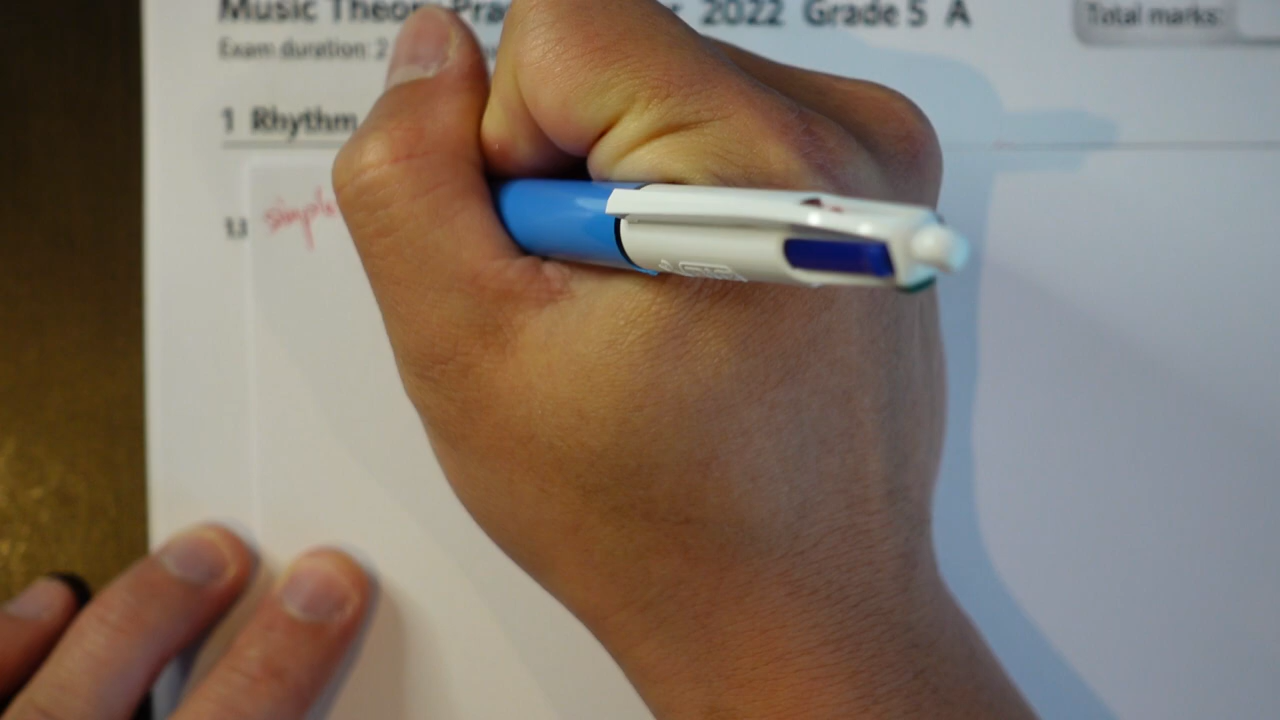 Music Theory Pra r 2022 Grade 5 A
Total marks:
Exam duration: 2
1 Rhythm
1.1
simple